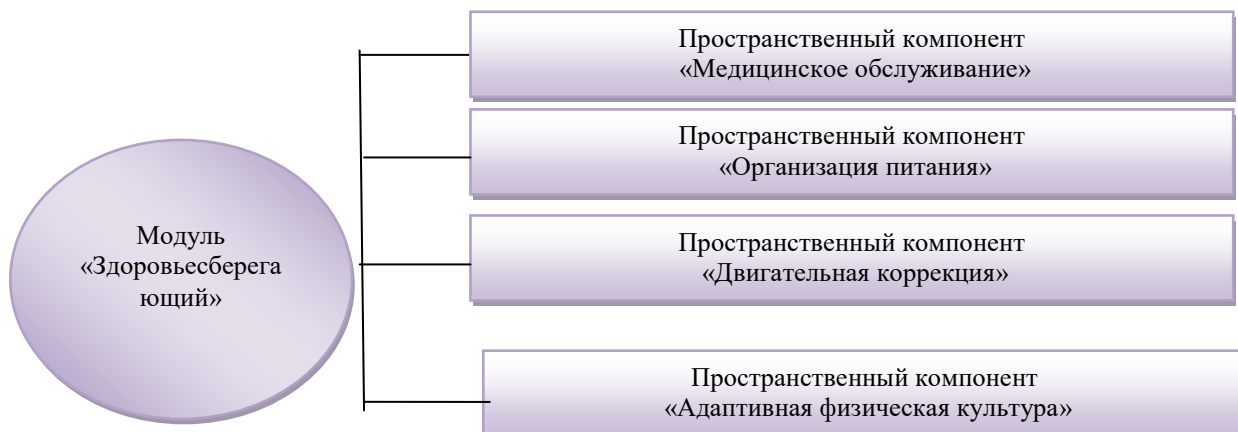 Пространственный компонент
«Медицинское обслуживание»
Пространственный компонент
«Организация питания»
Модуль
«Здоровьесберега
ющий»
Пространственный компонент
«Двигательная коррекция»
Пространственный компонент
«Адаптивная физическая культура»